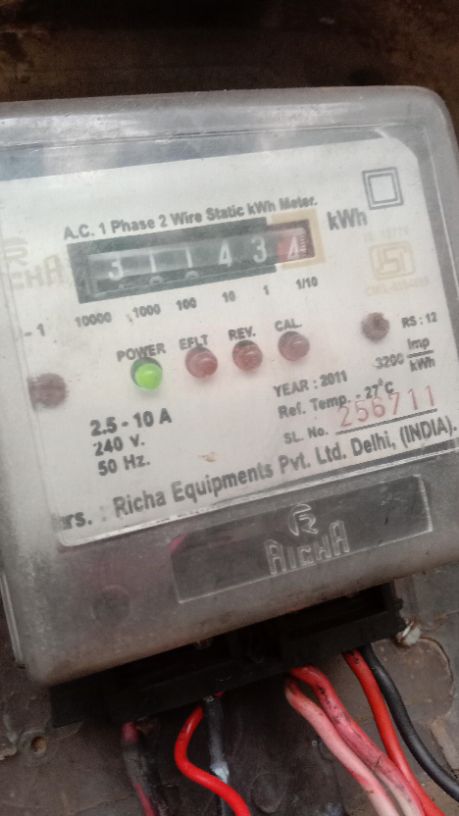 A.C. 1 Phase 2 Wire Static kWh Meter.
3 1 1 4 3 4 kWh
10000 1000 100 10 1 1/10
POWER EFLT REV. CAL.
RS : 12
3200 Imp/kWh
YEAR : 2011
Ref. Temp. - 27°C
2.5 - 10 A
240 V.
50 Hz.
SL. No. 256711
Richa Equipments Pvt. Ltd. Delhi, (INDIA).
RICHA